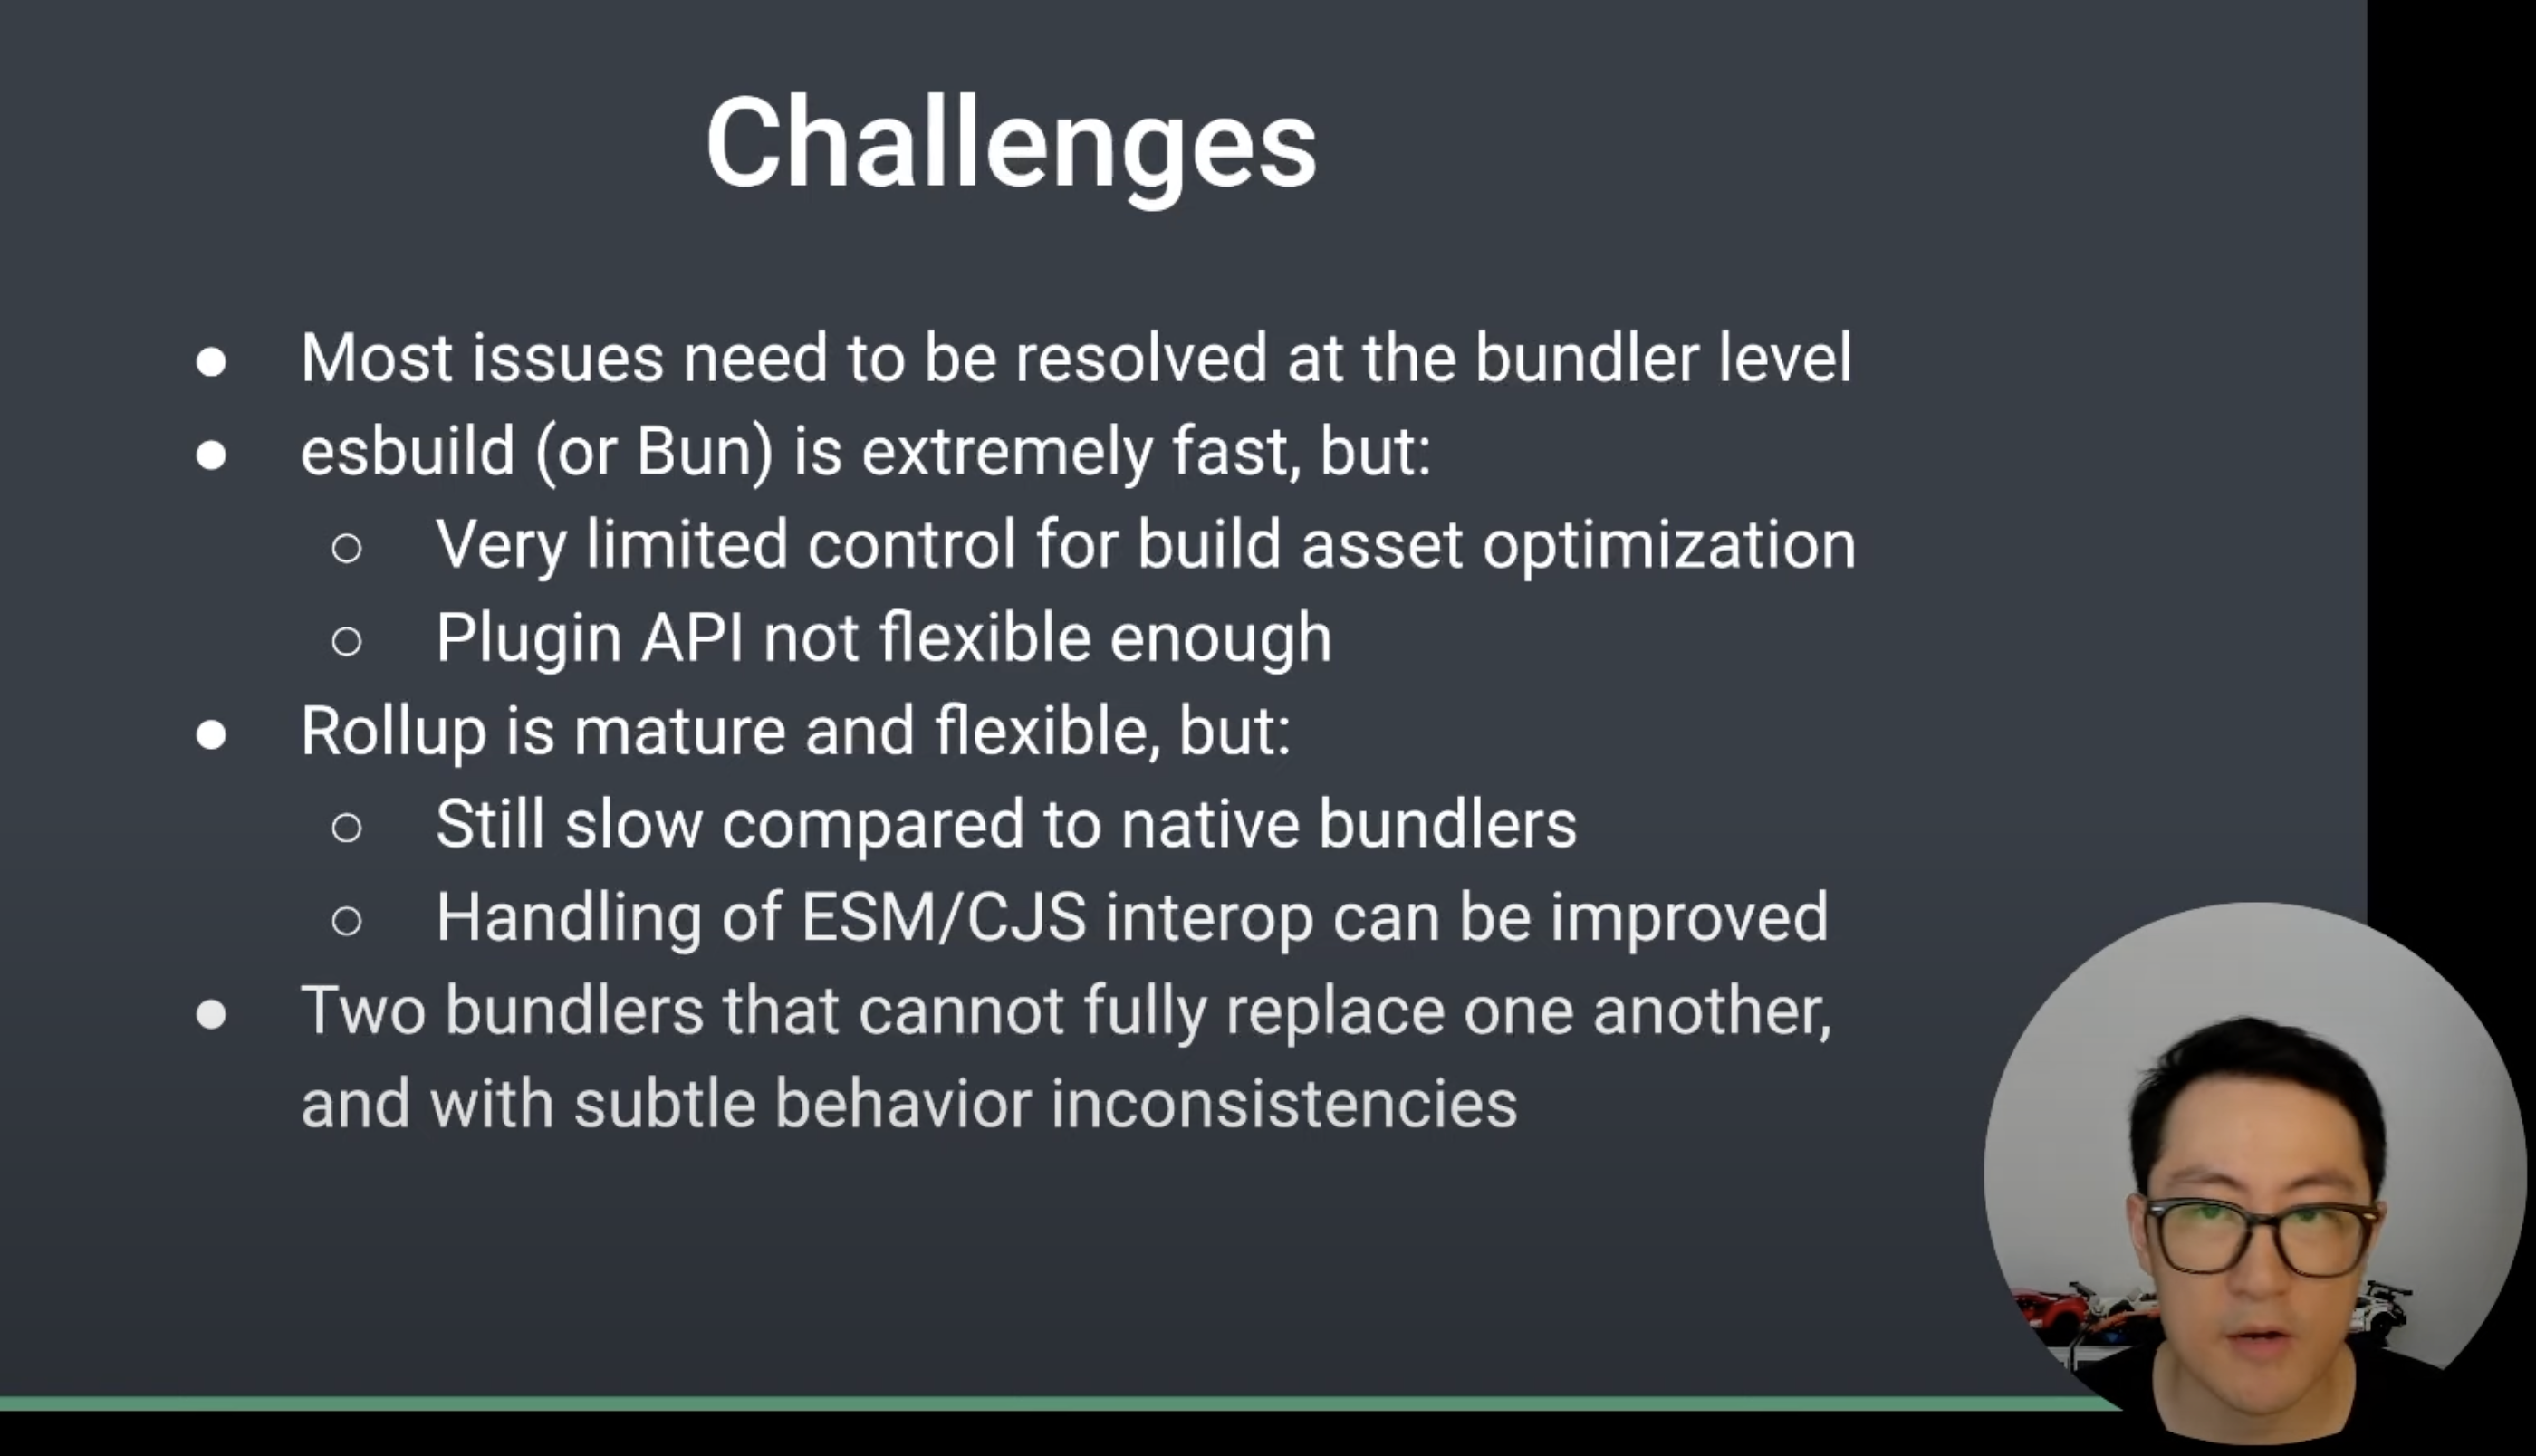 Challenges
● Most issues need to be resolved at the bundler level
● esbuild (or Bun) is extremely fast, but:
○ Very limited control for build asset optimization
○ Plugin API not flexible enough
● Rollup is mature and flexible, but:
○ Still slow compared to native bundlers
○ Handling of ESM/CJS interop can be improved
● Two bundlers that cannot fully replace one another,
and with subtle behavior inconsistencies